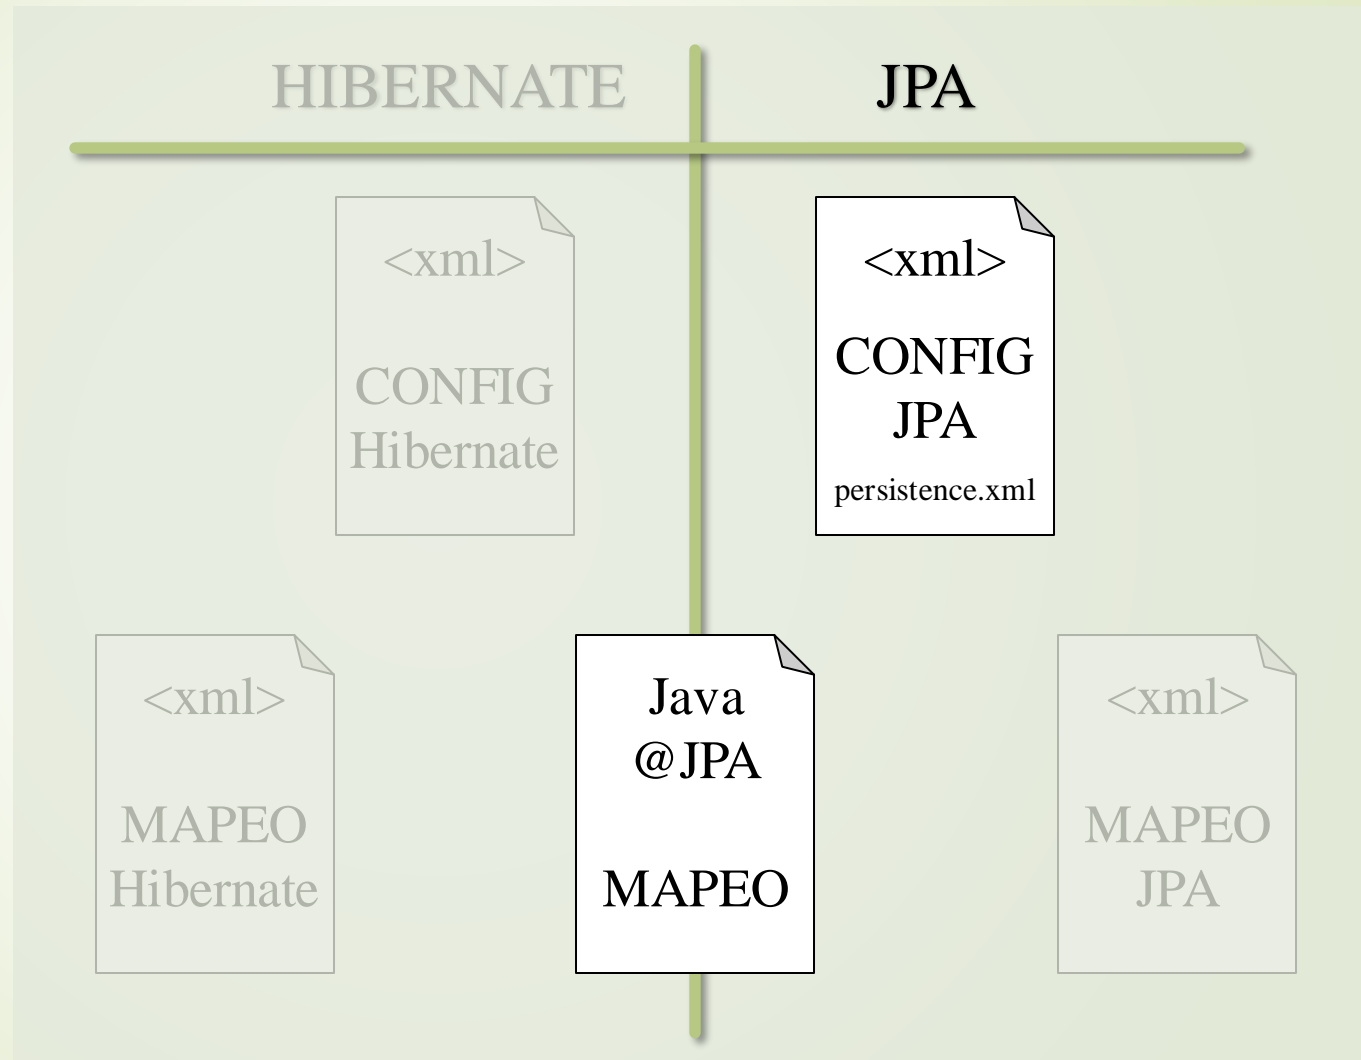 HIBERNATE
JPA
<xml>
CONFIG
Hibernate
<xml>
CONFIG
JPA
persistence.xml
<xml>
MAPEO
Hibernate
Java
@JPA
MAPEO
<xml>
MAPEO
JPA